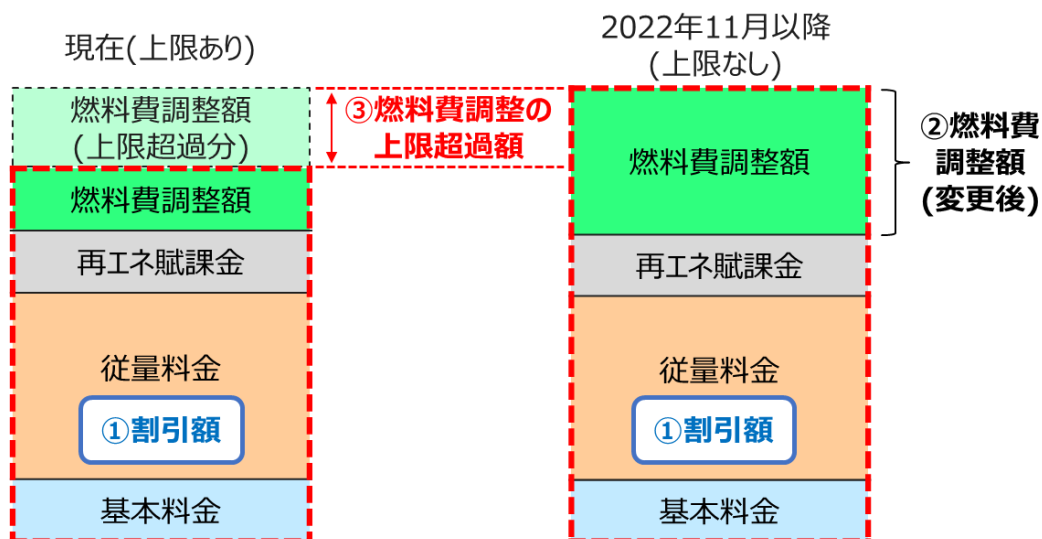 現在(上限あり)
燃料費調整額
(上限超過分)
燃料費調整額
再エネ賦課金
従量料金
①割引額
基本料金
③燃料費調整の
上限超過額
2022年11月以降
(上限なし)
燃料費調整額
再エネ賦課金
従量料金
①割引額
基本料金
②燃料費
調整額
(変更後)